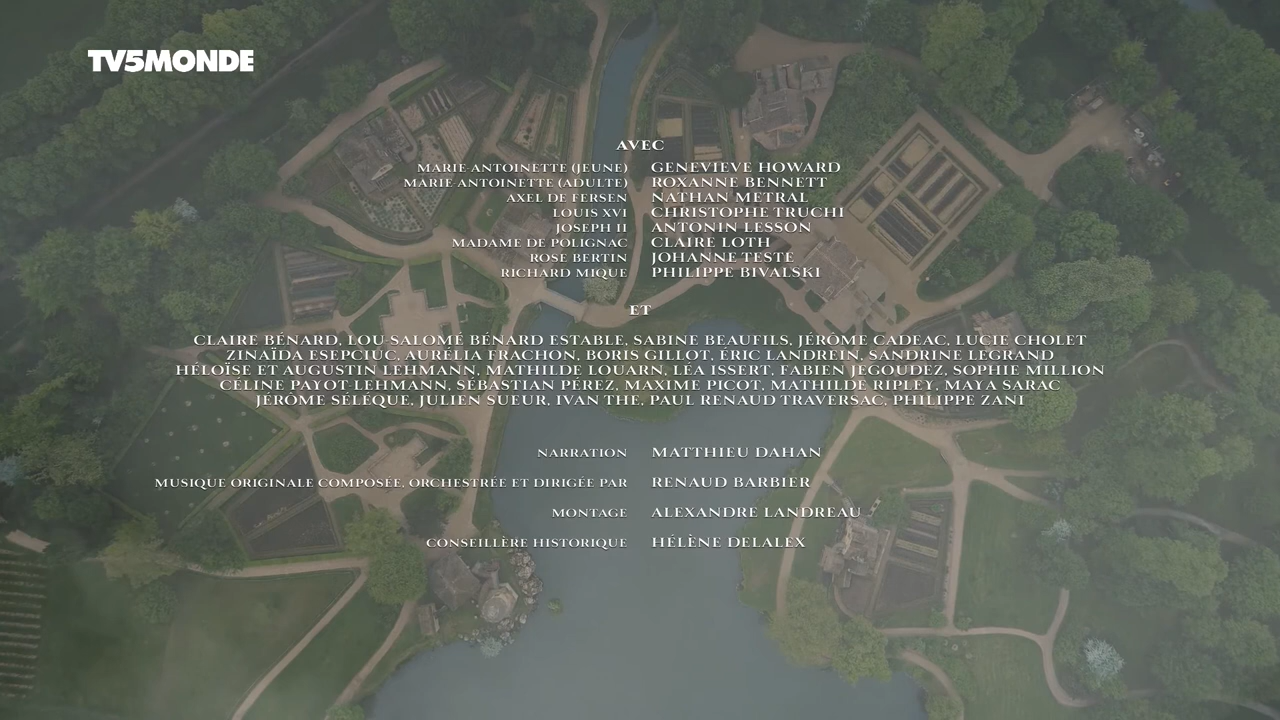 TV5MONDE
AVEC
MARIE-ANTOINETTE (JEUNE) GENEVIEVE HOWARD
MARIE-ANTOINETTE (ADULTE) ROXANNE BENNETT
AXEL DE FERSEN NATHAN METRAL
LOUIS XVI CHRISTOPHE TRUCHI
JOSEPH II ANTONIN LESSON
MADAME DE POLIGNAC CLAIRE LOTH
ROSE BERTIN JOHANNE TESTE
RICHARD MIQUE PHILIPPE BIVALSKI
ET
CLAIRE BÉNARD, LOU-SALOMÉ BÉNARD ESTABLE, SABINE BEAUFILS, JÉRÔME CADEAC, LUCIE CHOLET
ZINAÏDA ESEPCIUC, AURÉLIA FRACHON, BORIS GILLOT, ÉRIC LANDREIN, SANDRINE LEGRAND
HÉLOÏSE ET AUGUSTIN LEHMANN, MATHILDE LOUARN, LÉA ISSERT, FABIEN JEGOUDEZ, SOPHIE MILLION
CÉLINE PAYOT-LEHMANN, SÉBASTIAN PÉREZ, MAXIME PICOT, MATHILDE RIPLEY, MAYA SARAC
JÉRÔME SÉLÈQUE, JULIEN SUEUR, IVAN THE, PAUL RENAUD TRAVERSAC, PHILIPPE ZANI
NARRATION MATTHIEU DAHAN
MUSIQUE ORIGINALE COMPOSÉE, ORCHESTRÉE ET DIRIGÉE PAR RENAUD BARBIER
MONTAGE ALEXANDRE LANDREAU
CONSEILLÈRE HISTORIQUE HÉLÈNE DELALEX